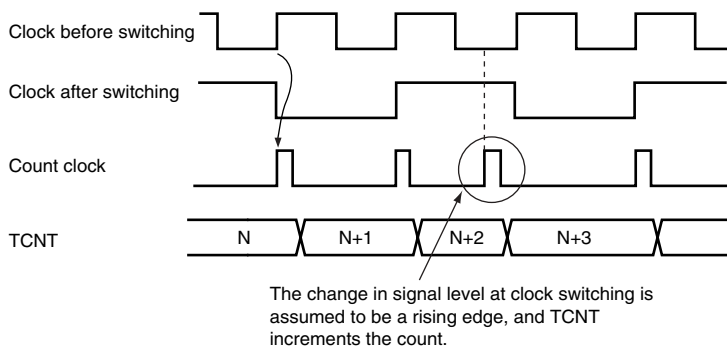 Clock before switching
Clock after switching
Count clock
TCNT
N
N+1
N+2
N+3
The change in signal level at clock switching is
assumed to be a rising edge, and TCNT
increments the count.